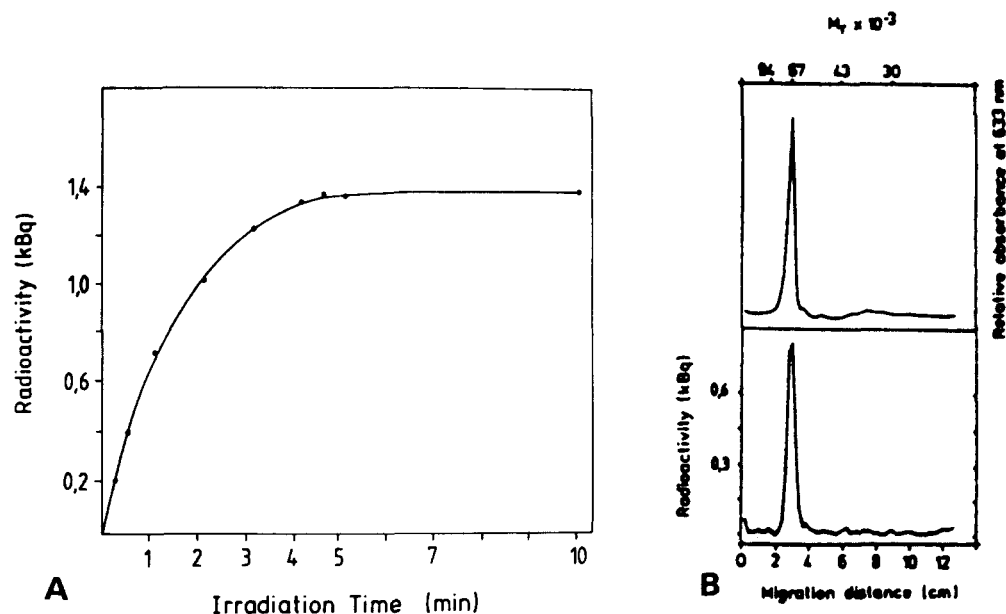 Radioactivity (kBq)
1,4
1,0
0,6
0,2
1 2 3 4 5 7 10
Irradiation Time (min)
A
Mr x 10-3
94 67 43 30
Relative absorbance at 633 nm
Radioactivity (kBq)
0,6
0,3
0 2 4 6 8 10 12
Migration distance (cm)
B